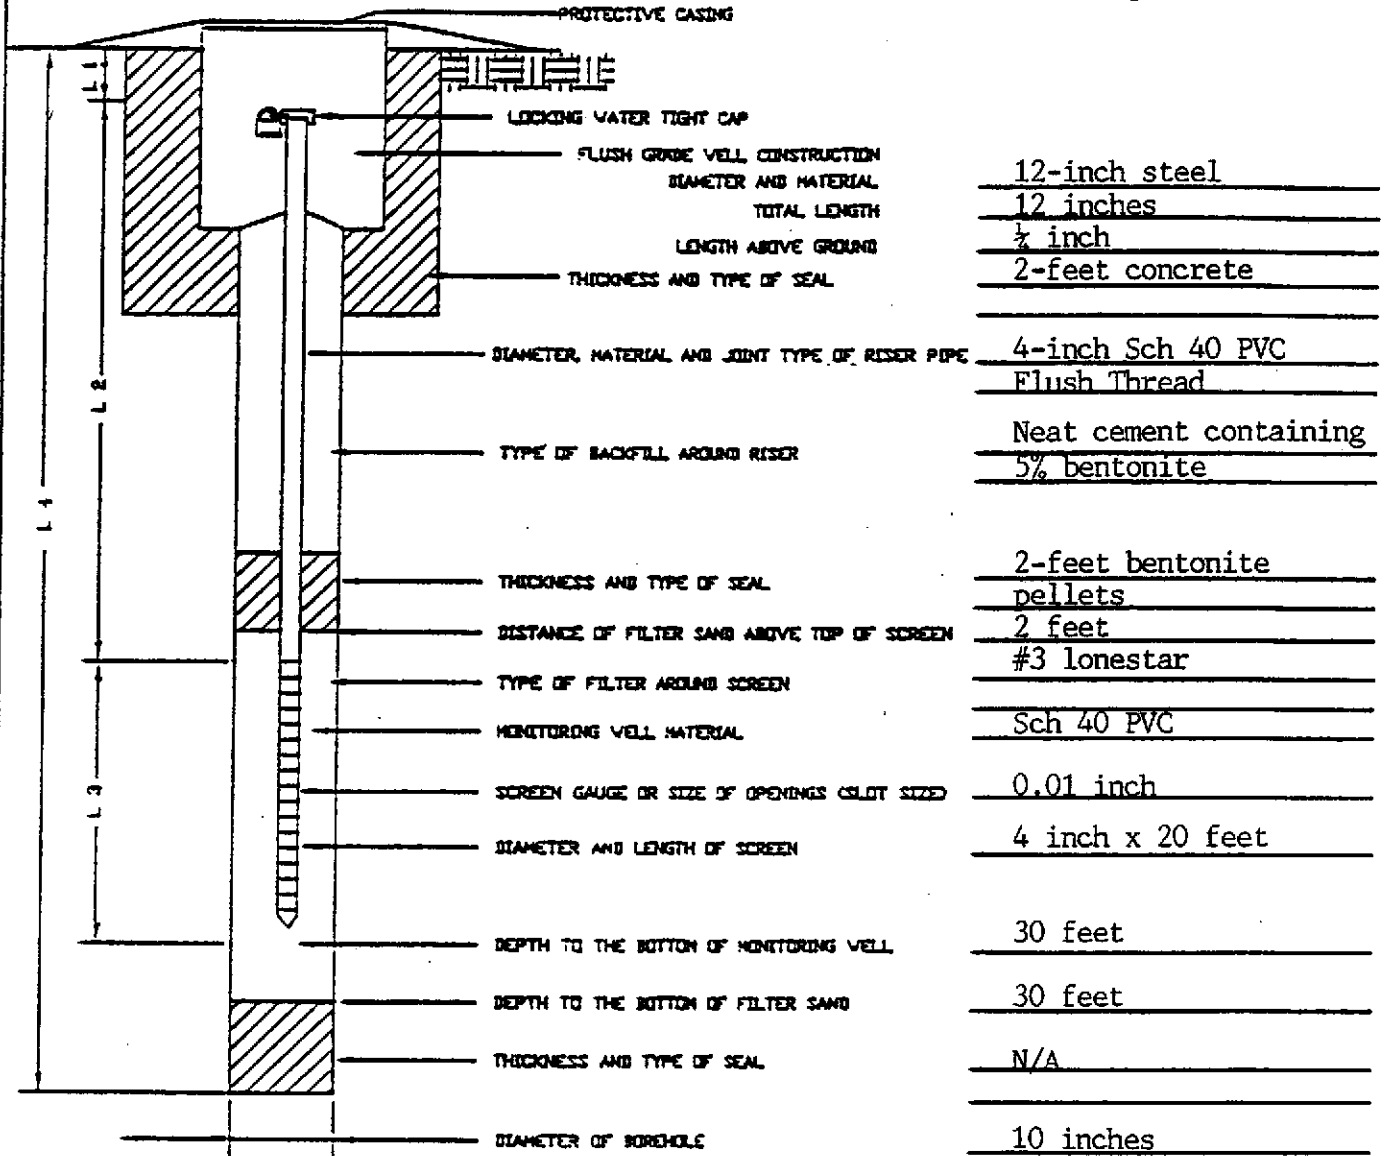 PROTECTIVE CASING
L 1
LOCKING WATER TIGHT CAP
FLUSH GRADE WELL CONSTRUCTION
DIAMETER AND MATERIAL 12-inch steel
TOTAL LENGTH 12 inches
LENGTH ABOVE GROUND inch
THICKNESS AND TYPE OF SEAL 2-feet concrete
DIAMETER, MATERIAL AND JOINT TYPE OF RISER PIPE 4-inch Sch 40 PVC
Flush Thread
L 2
TYPE OF BACKFILL AROUND RISER Neat cement containing
5% bentonite
L 4
THICKNESS AND TYPE OF SEAL 2-feet bentonite
pellets
DISTANCE OF FILTER SAND ABOVE TOP OF SCREEN 2 feet
TYPE OF FILTER AROUND SCREEN #3 lonestar
MONITORING WELL MATERIAL Sch 40 PVC
L 3
SCREEN GAUGE OR SIZE OF OPENINGS (SLOT SIZE) 0.01 inch
DIAMETER AND LENGTH OF SCREEN 4 inch x 20 feet
DEPTH TO THE BOTTOM OF MONITORING WELL 30 feet
DEPTH TO THE BOTTOM OF FILTER SAND 30 feet
THICKNESS AND TYPE OF SEAL N/A
DIAMETER OF BOREHOLE 10 inches